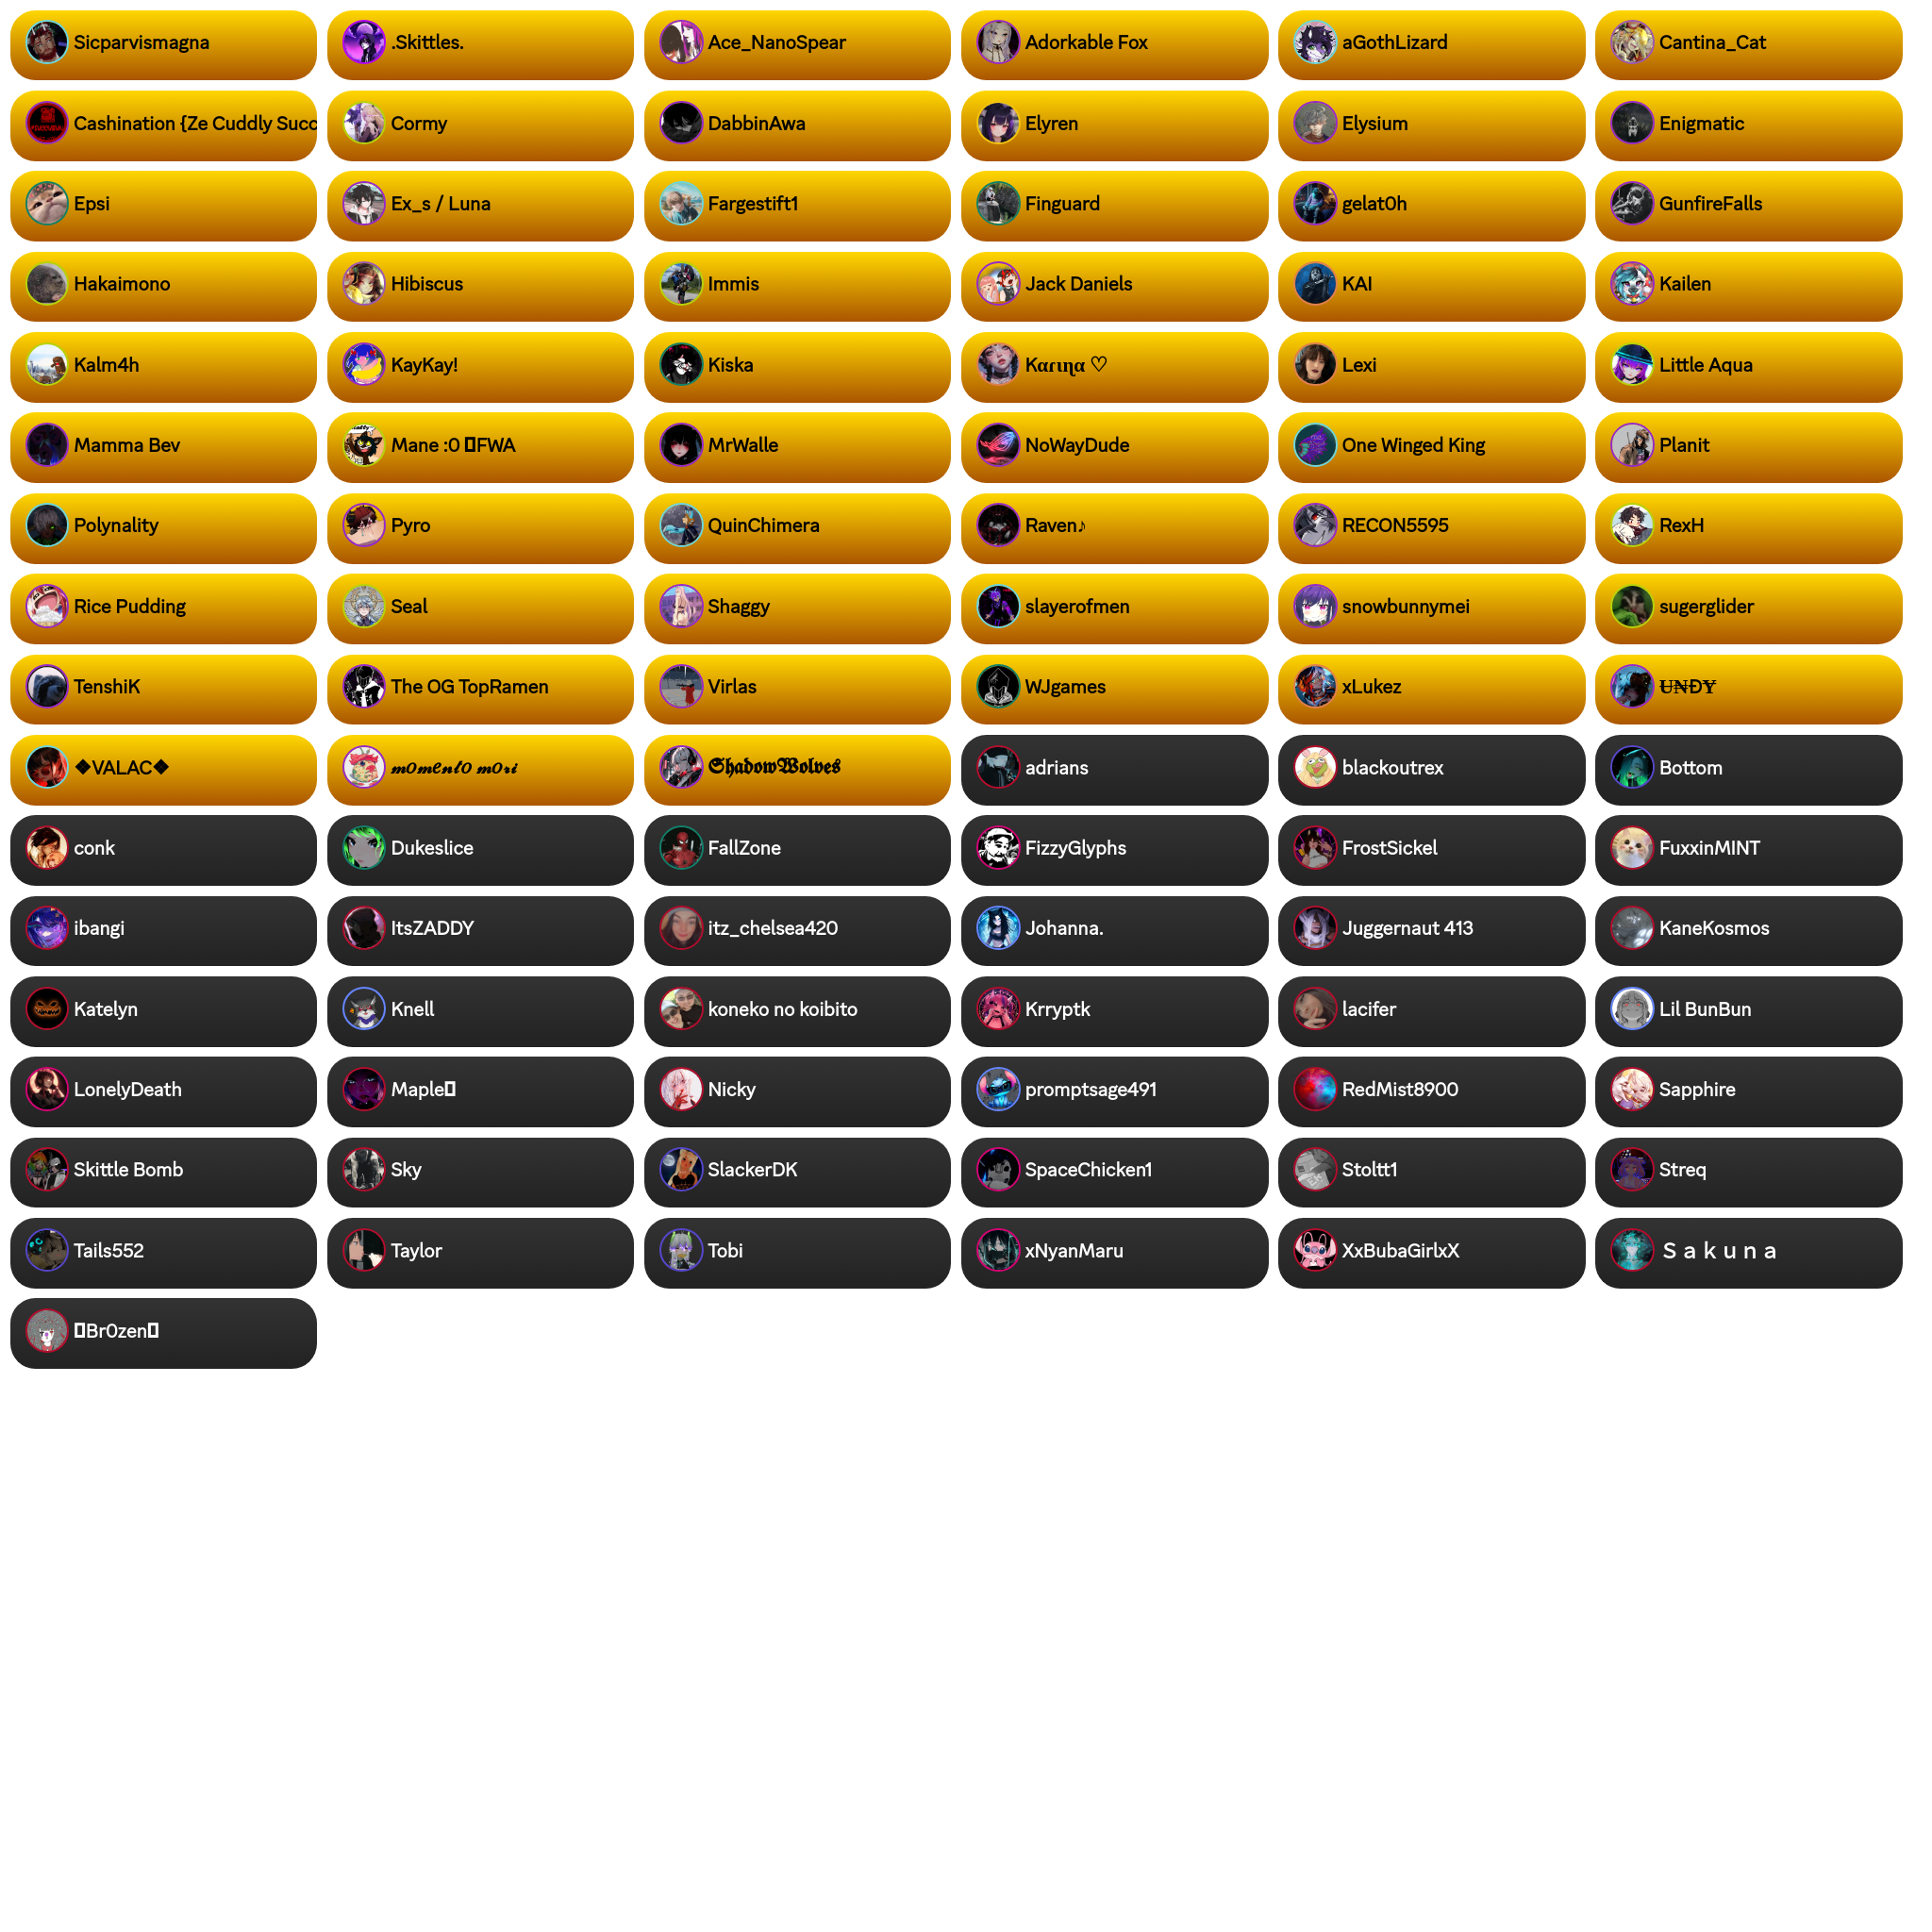 Sicparvismagna
.Skittles.
Ace_NanoSpear
Adorkable Fox
aGothLizard
Cantina_Cat
Cashination {Ze Cuddly Succ
Cormy
DabbinAwa
Elyren
Elysium
Enigmatic
Epsi
Ex_s / Luna
Fargestift1
Finguard
gelat0h
GunfireFalls
Hakaimono
Hibiscus
Immis
Jack Daniels
KAI
Kailen
Kalm4h
KayKay!
Kiska
Kαɾιɳα ♡
Lexi
Little Aqua
Mamma Bev
Mane :0 FWA
MrWalle
NoWayDude
One Winged King
Planit
Polynality
Pyro
QuinChimera
Raven♪
RECON5595
RexH
Rice Pudding
Seal
Shaggy
slayerofmen
snowbunnymei
sugerglider
TenshiK
The OG TopRamen
Virlas
WJgames
xLukez
U̶₦ĐɎ
❖VALAC❖
𝓶𝓸𝓶𝓮𝓷𝓽𝓸 𝓶𝓸𝓻𝓲
𝕾𝖍𝖆𝖉𝖔𝖜𝖂𝖔𝖑𝖛𝖊𝖘
adrians
blackoutrex
Bottom
conk
Dukeslice
FallZone
FizzyGlyphs
FrostSickel
FuxxinMINT
ibangi
ItsZADDY
itz_chelsea420
Johanna.
Juggernaut 413
KaneKosmos
Katelyn
Knell
koneko no koibito
Krryptk
lacifer
Lil BunBun
LonelyDeath
Maple
Nicky
promptsage491
RedMist8900
Sapphire
Skittle Bomb
Sky
SlackerDK
SpaceChicken1
Stoltt1
Streq
Tails552
Taylor
Tobi
xNyanMaru
XxBubaGirlxX
Ｓａｋｕｎａ
Br0zen